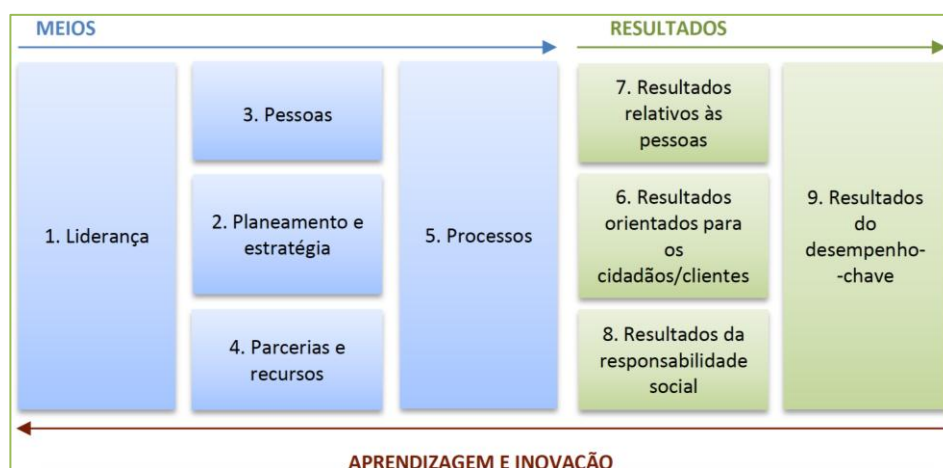 MEIOS
RESULTADOS
1. Liderança
3. Pessoas
2. Planeamento e
estratégia
4. Parcerias e
recursos
5. Processos
7. Resultados
relativos às
pessoas
6. Resultados
orientados para
os
cidadãos/clientes
8. Resultados da
responsabilidade
social
9. Resultados
do
desempenho-
-chave
APRENDIZAGEM E INOVAÇÃO